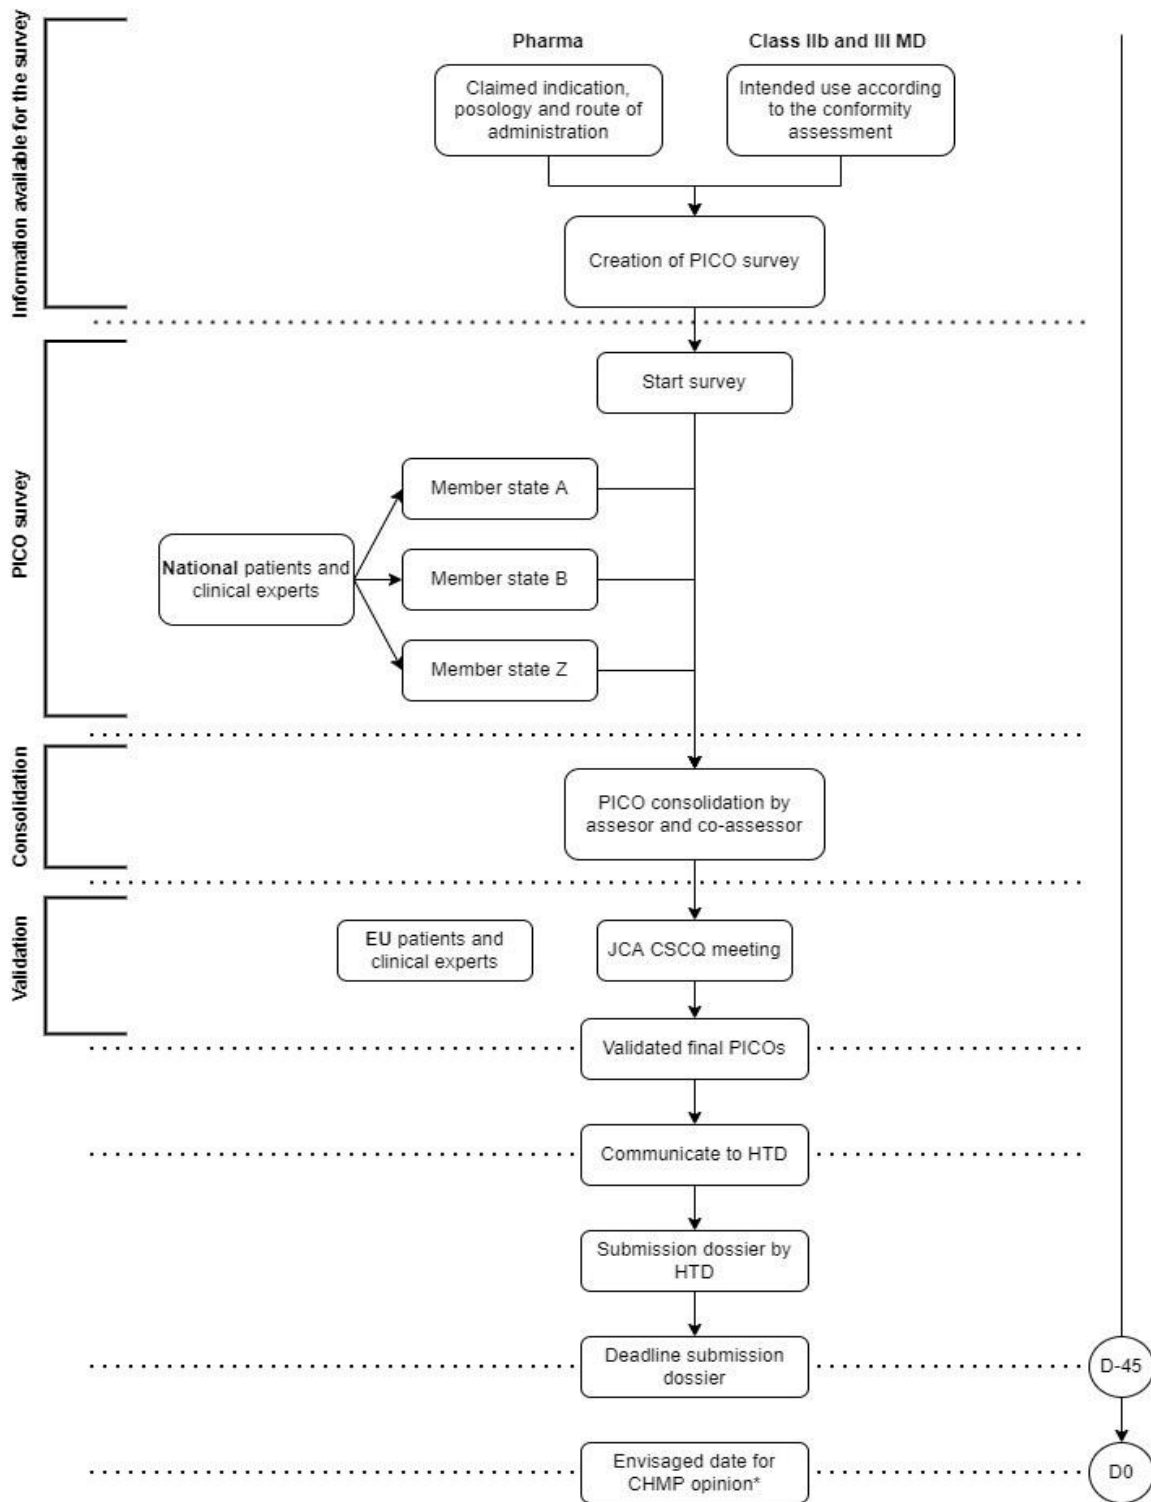 Information available for the survey
Pharma
Class IIb and III MD
Claimed indication,
posology and route of
administration
Intended use according
to the conformity
assessment
Creation of PICO survey
PICO survey
Start survey
Member state A
National patients and
clinical experts
Member state B
Member state Z
Consolidation
PICO consolidation by
assesor and co-assessor
Validation
EU patients and
clinical experts
JCA CSCQ meeting
Validated final PICOs
Communicate to HTD
Submission dossier by
HTD
Deadline submission
dossier
D-45
Envisaged date for
CHMP opinion*
D0